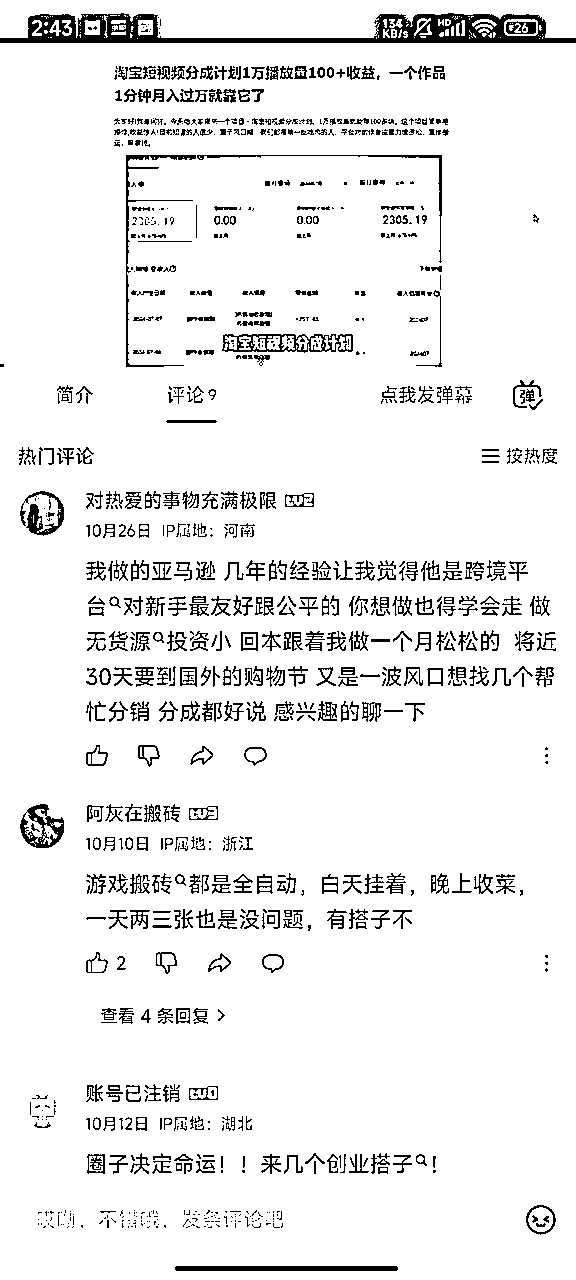 2:43
134 KB/s HD 26
淘宝短视频分成计划1万播放量100+收益，一个作品
1分钟月入过万就靠它了
2305.19 0.00 0.00 2305.19
淘宝短视频分成计划
简介 评论 9 点我发弹幕 弹
热门评论 按热度
对热爱的事物充满极限 LV2
10月26日 IP属地：河南
我做的亚马逊 几年的经验让我觉得他是跨境平
台对新手最友好跟公平的 你想做也得学会走 做
无货源投资小 回本跟着我做一个月松松的 将近
30天要到国外的购物节 又是一波风口想找几个帮
忙分销 分成都好说 感兴趣的聊一下
阿灰在搬砖 LV3
10月10日 IP属地：浙江
游戏搬砖都是全自动，白天挂着，晚上收菜，
一天两三张也是没问题，有搭子不
2
查看 4 条回复 >
账号已注销 LV1
10月12日 IP属地：湖北
圈子决定命运！！来几个创业搭子！
哎呦，不错哦，发条评论吧